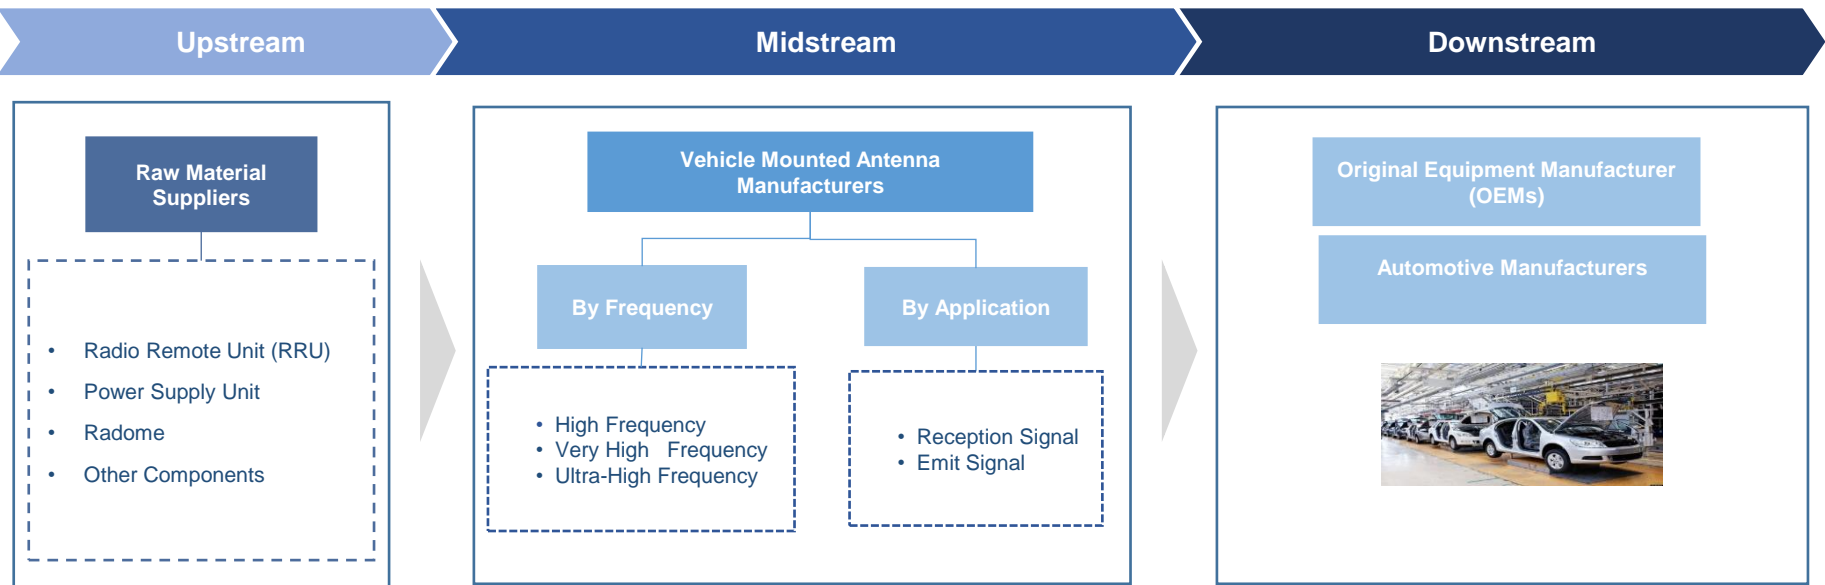 Upstream
Midstream
Downstream
Raw Material
Suppliers
• Radio Remote Unit (RRU)
• Power Supply Unit
• Radome
• Other Components
Vehicle Mounted Antenna
Manufacturers
By Frequency
By Application
• High Frequency
• Very High Frequency
• Ultra-High Frequency
• Reception Signal
• Emit Signal
Original Equipment Manufacturer
(OEMs)
Automotive Manufacturers